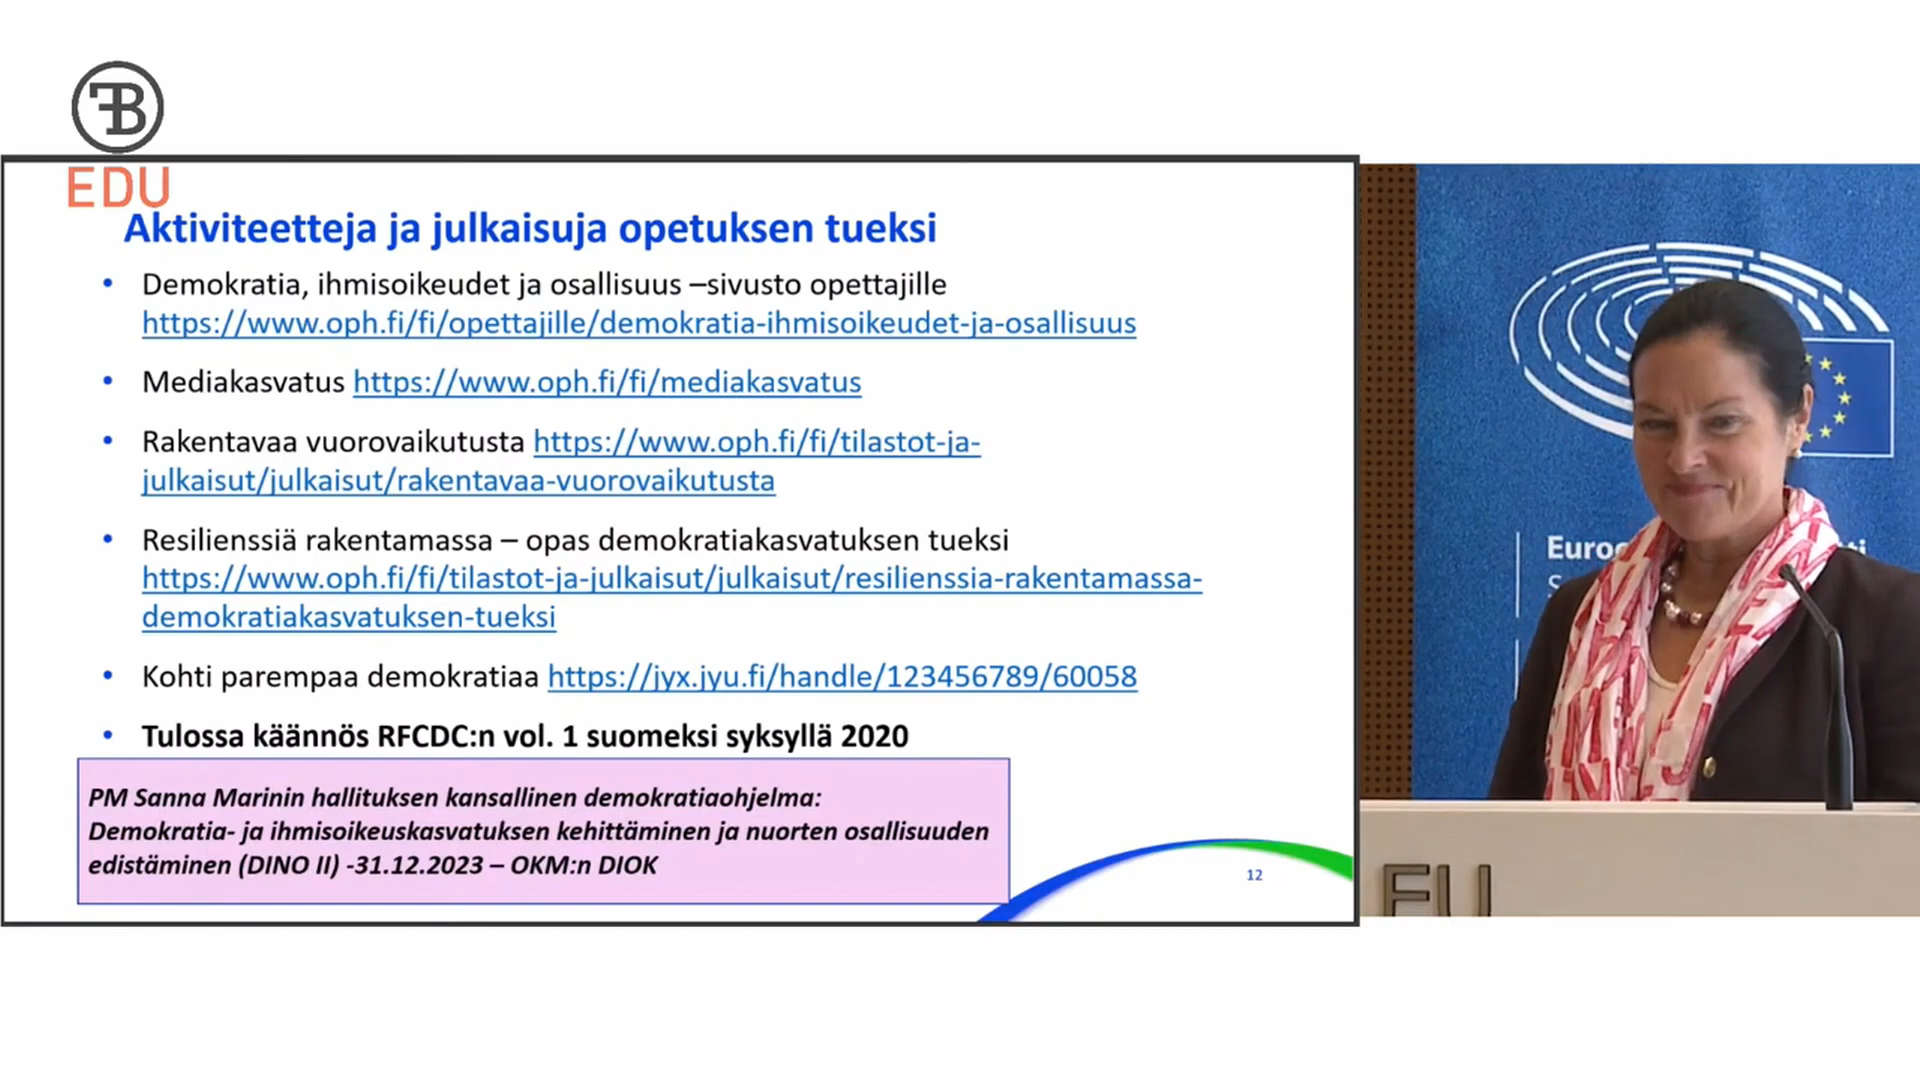 FB
EDU
Aktiviteetteja ja julkaisuja opetuksen tueksi
• Demokratia, ihmisoikeudet ja osallisuus –sivusto opettajille
https://www.oph.fi/fi/opettajille/demokratia-ihmisoikeudet-ja-osallisuus
• Mediakasvatus https://www.oph.fi/fi/mediakasvatus
• Rakentavaa vuorovaikutusta https://www.oph.fi/fi/tilastot-ja-
julkaisut/julkaisut/rakentavaa-vuorovaikutusta
• Resilienssiä rakentamassa – opas demokratiakasvatuksen tueksi
https://www.oph.fi/fi/tilastot-ja-julkaisut/julkaisut/resilienssia-rakentamassa-
demokratiakasvatuksen-tueksi
• Kohti parempaa demokratiaa https://jyx.jyu.fi/handle/123456789/60058
• Tulossa käännös RFCDC:n vol. 1 suomeksi syksyllä 2020
PM Sanna Marinin hallituksen kansallinen demokratiaohjelma:
Demokratia- ja ihmisoikeuskasvatuksen kehittäminen ja nuorten osallisuuden
edistäminen (DINO II) -31.12.2023 – OKM:n DIOK
12
EU